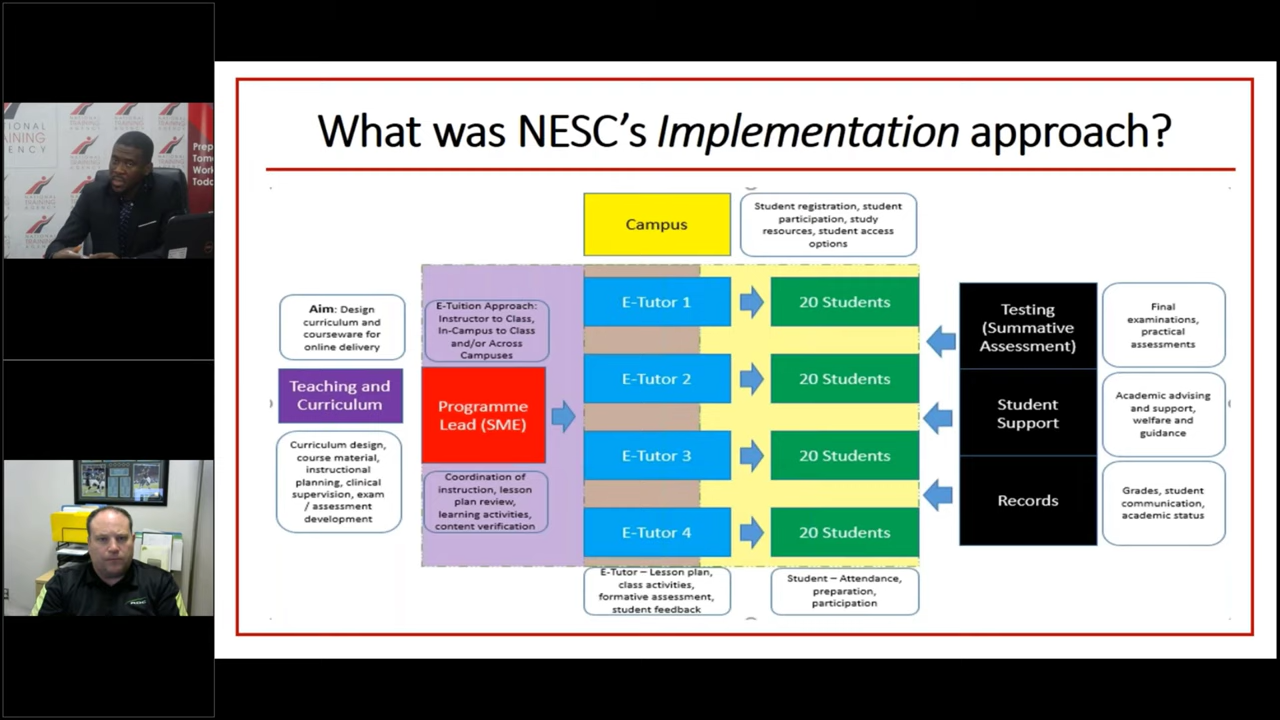 What was NESC's Implementation approach?
Campus
Student registration, student
participation, study
resources, student access
options
Aim: Design
curriculum and
courseware for
online delivery
Teaching and
Curriculum
Curriculum design,
course material,
instructional
planning, clinical
supervision, exam
/ assessment
development
E-Tuition Approach:
Instructor to Class,
In-Campus to Class
and/or Across
Campuses
Programme
Lead (SME)
Coordination of
instruction, lesson
plan review,
learning activities,
content verification
E-Tutor 1
20 Students
E-Tutor 2
20 Students
E-Tutor 3
20 Students
E-Tutor 4
20 Students
E-Tutor – Lesson plan,
class activities,
formative assessment,
student feedback
Student – Attendance,
preparation,
participation
Testing
(Summative
Assessment)
Final
examinations,
practical
assessments
Student
Support
Academic advising
and support,
welfare and
guidance
Records
Grades, student
communication,
academic status
NATIONAL
TRAINING
AGENCY